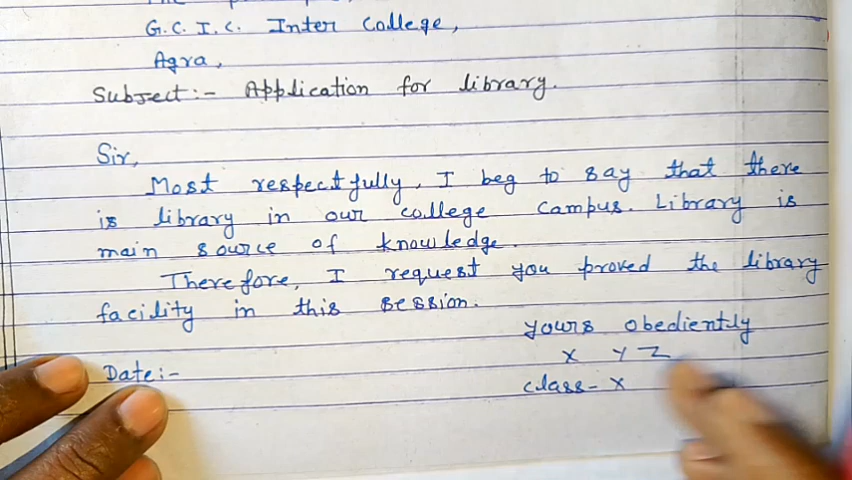 G.C.I.C. Inter College,
Agra,
Subject:- Application for library.
Sir,
Most respectfully, I beg to say that there
is library in our college campus. Library is
main source of knowledge.
Therefore, I request you proved the library
facility in this session.
Yours obediently
X Y Z
Date:-
class- X